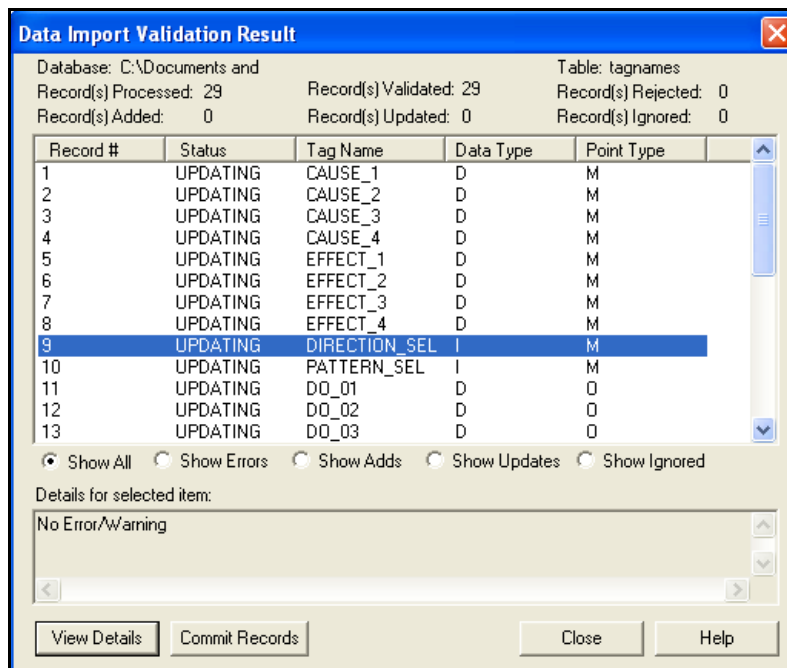 Data Import Validation Result
Database: C:\Documents and Table: tagnames
Record(s) Processed: 29 Record(s) Validated: 29 Record(s) Rejected: 0
Record(s) Added: 0 Record(s) Updated: 0 Record(s) Ignored: 0
Record # Status Tag Name Data Type Point Type
1 UPDATING CAUSE_1 D M
2 UPDATING CAUSE_2 D M
3 UPDATING CAUSE_3 D M
4 UPDATING CAUSE_4 D M
5 UPDATING EFFECT_1 D M
6 UPDATING EFFECT_2 D M
7 UPDATING EFFECT_3 D M
8 UPDATING EFFECT_4 D M
9 UPDATING DIRECTION_SEL I M
10 UPDATING PATTERN_SEL I M
11 UPDATING DO_01 D O
12 UPDATING DO_02 D O
13 UPDATING DO_03 D O
Show All Show Errors Show Adds Show Updates Show Ignored
Details for selected item:
No Error/Warning
View Details Commit Records Close Help